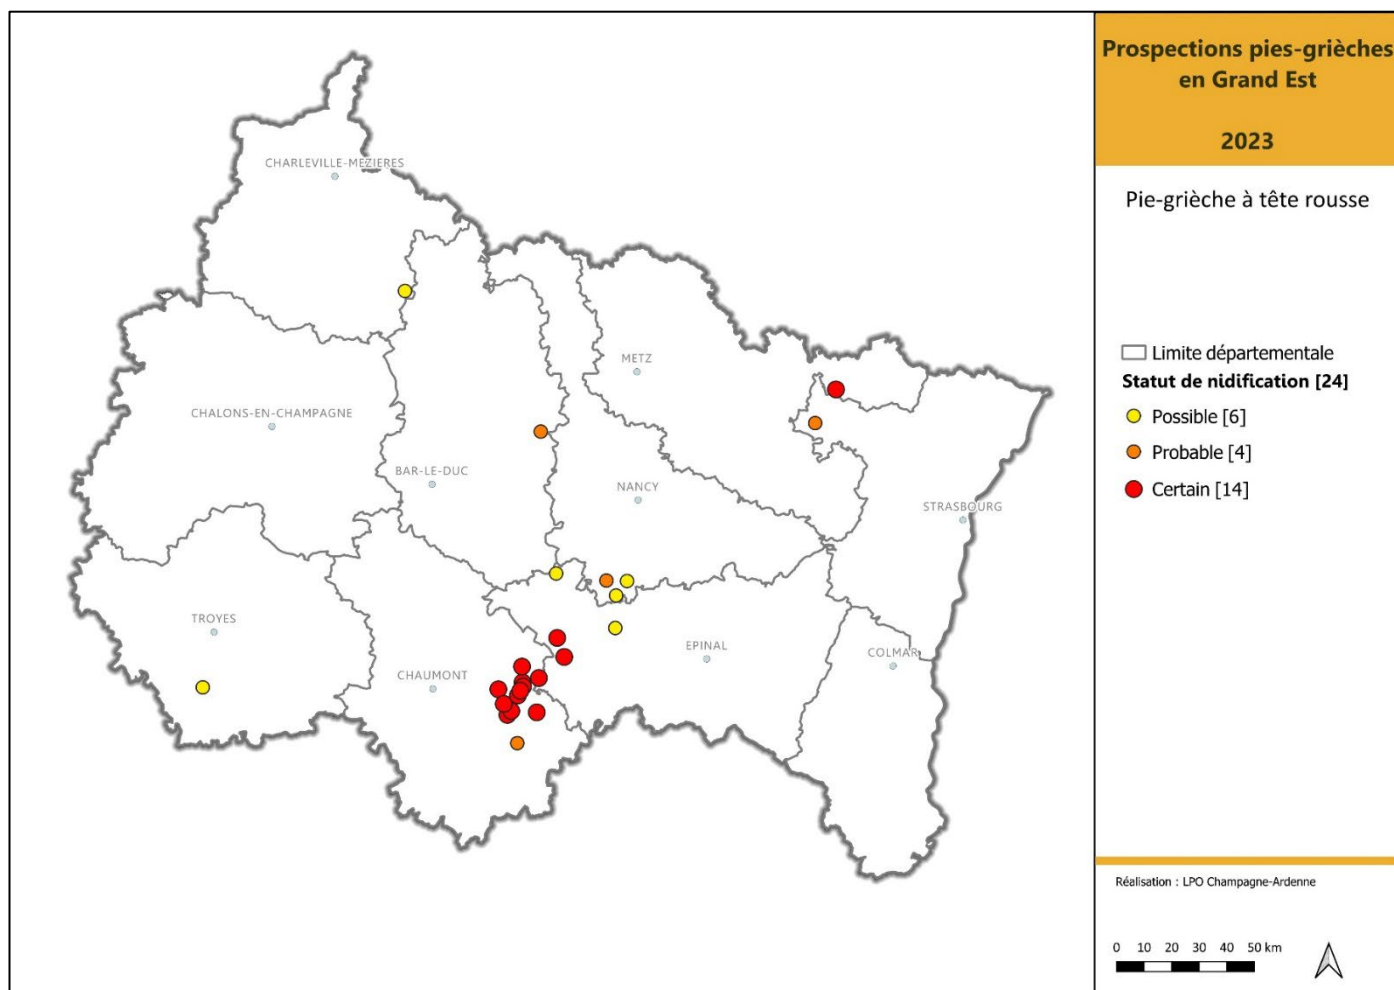 Prospections pies-grièches
en Grand Est
2023
Pie-grièche à tête rousse
Limite départementale
Statut de nidification [24]
Possible [6]
Probable [4]
Certain [14]
Réalisation : LPO Champagne-Ardenne
0 10 20 30 40 50 km
CHARLEVILLE-MEZIERES
METZ
CHALONS-EN-CHAMPAGNE
BAR-LE-DUC
NANCY
STRASBOURG
TROYES
EPINAL
COLMAR
CHAUMONT